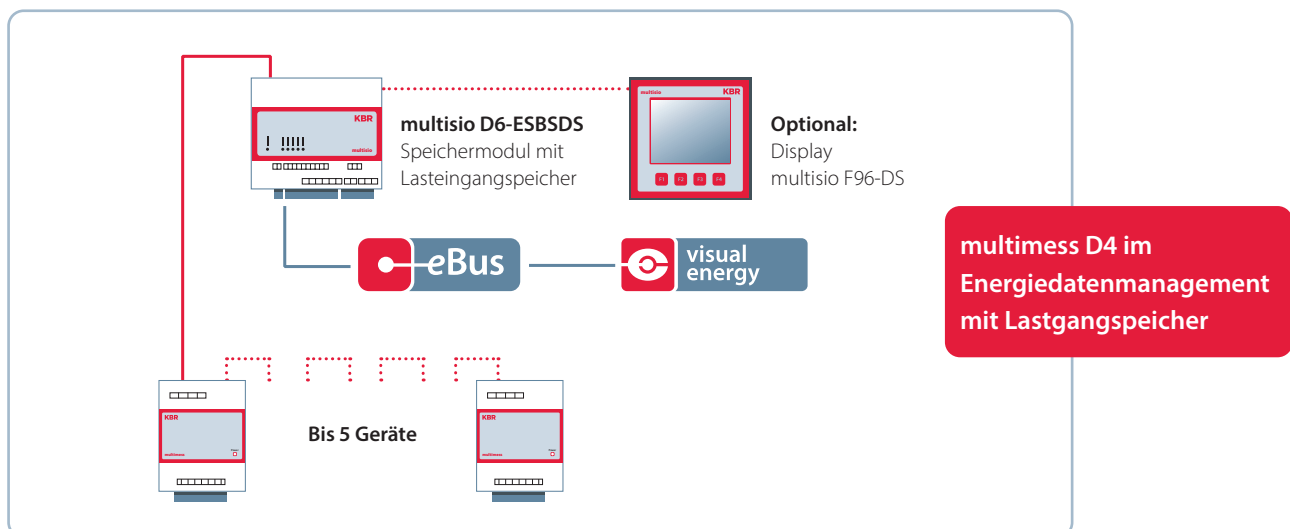 KBR
multisio
multisio D6-ESBSDS
Speichermodul mit
Lasteingangspeicher
multisio
KBR
F1 F2 F3 F4
Optional:
Display
multisio F96-DS
eBus
visual
energy
multimess D4 im
Energiedatenmanagement
mit Lastgangspeicher
KBR
multimess
Bis 5 Geräte
KBR
multimess